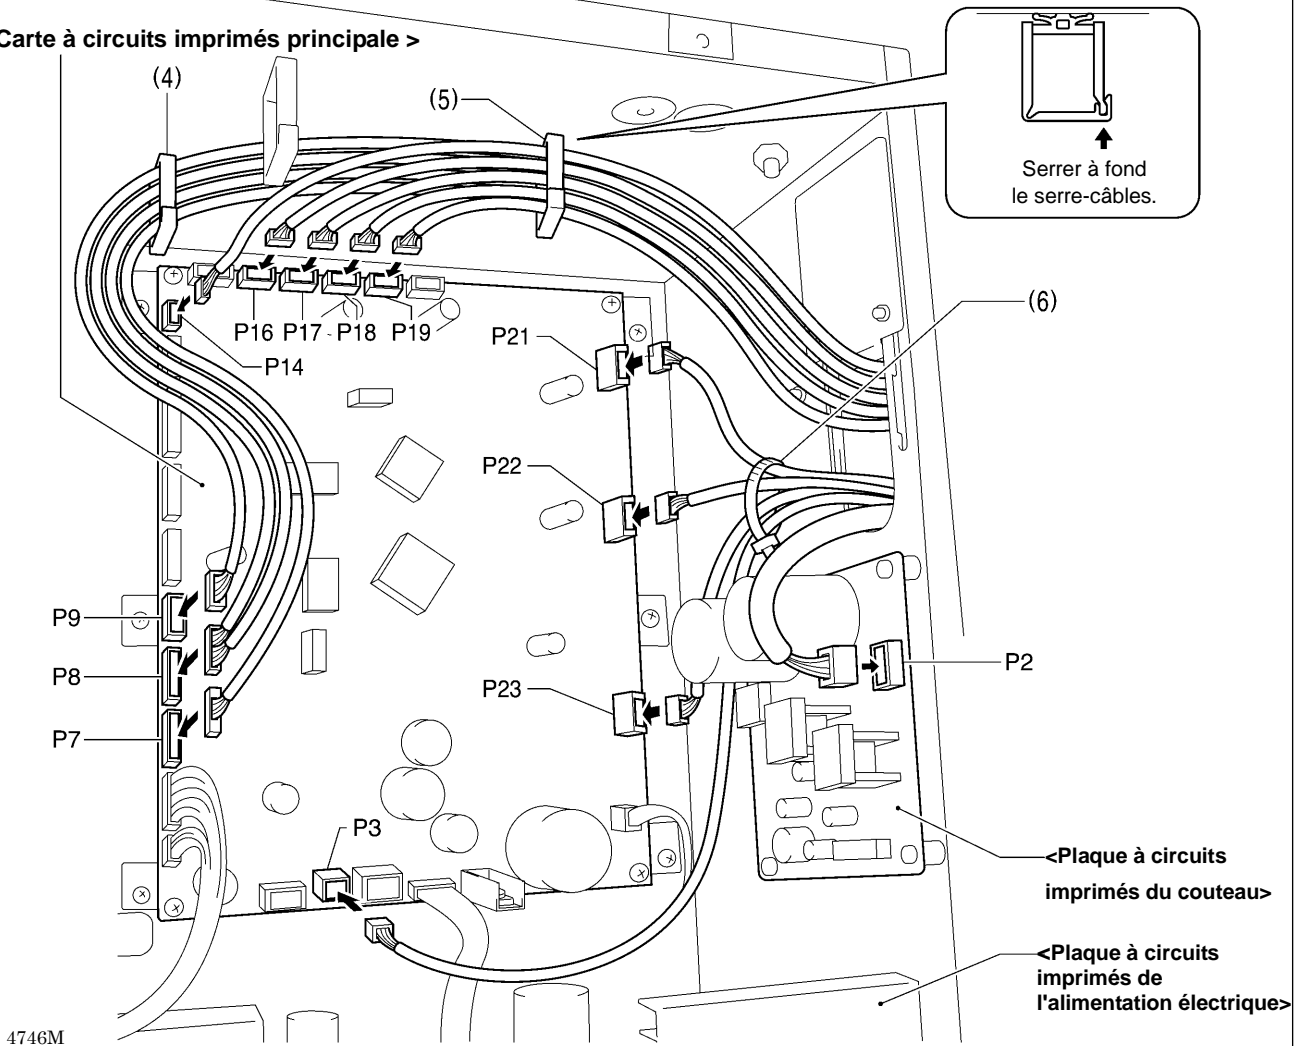 Carte à circuits imprimés principale >
(4)
(5)
Serrer à fond
le serre-câbles.
(6)
P16 P17 P18 P19
P14
P21
P22
P9
P8
P7
P23
P2
P3
<Plaque à circuits
imprimés du couteau>
<Plaque à circuits
imprimés de
l'alimentation électrique>
4746M